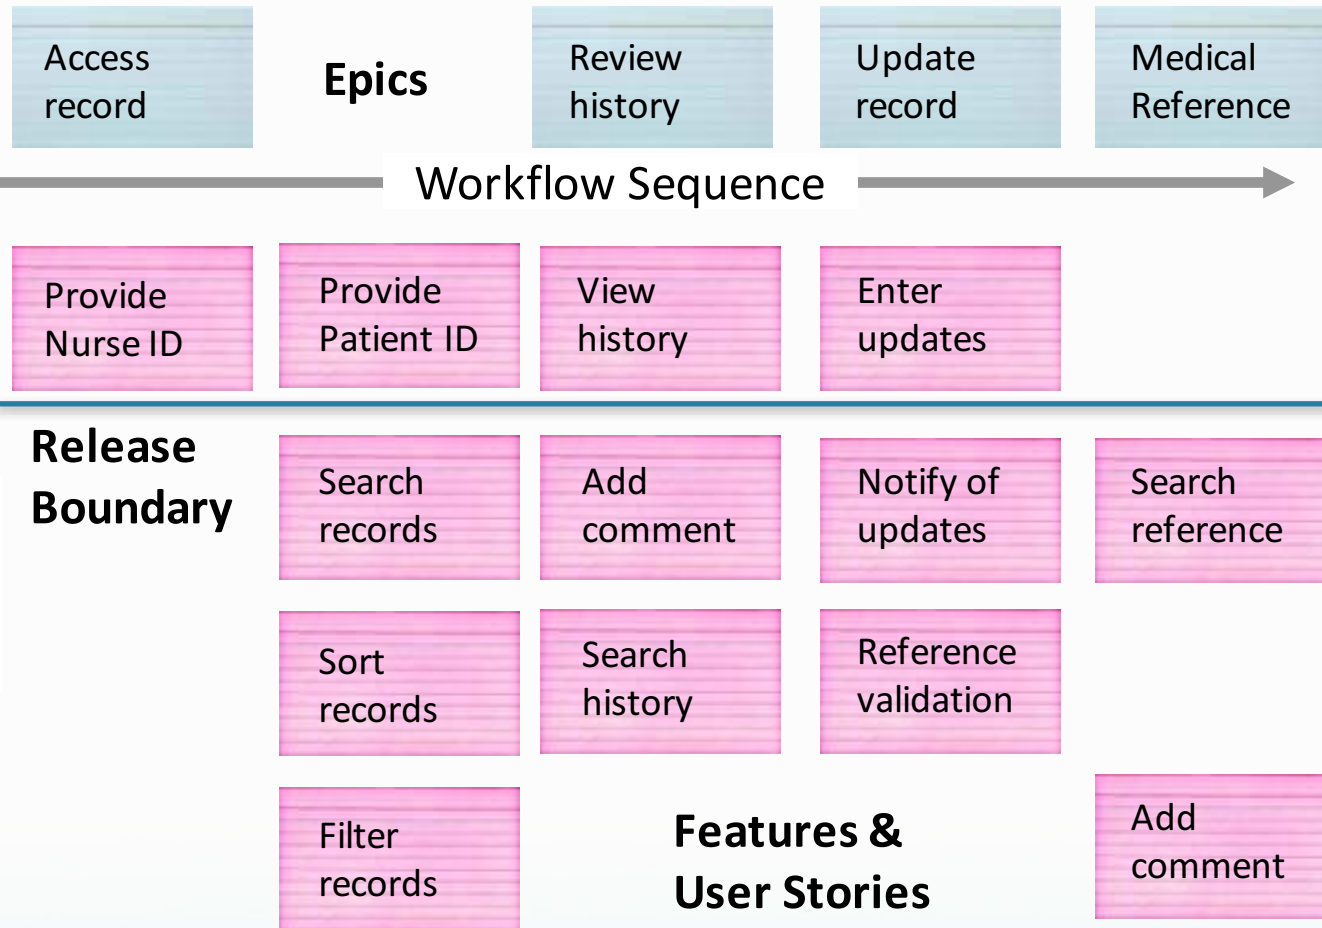 Access
record
Epics
Review
history
Update
record
Medical
Reference
Workflow Sequence
Provide
Nurse ID
Provide
Patient ID
View
history
Enter
updates
Release
Boundary
Search
records
Add
comment
Notify of
updates
Search
reference
Sort
records
Search
history
Reference
validation
Filter
records
Features &
User Stories
Add
comment